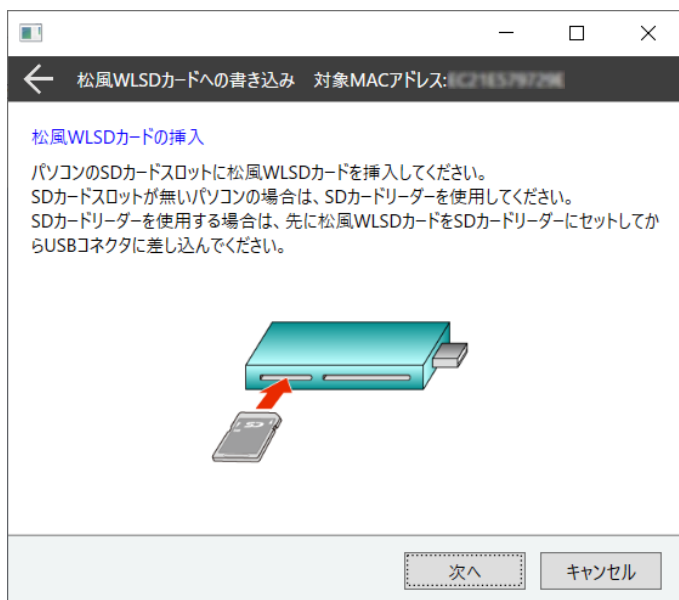 松風WLSDカードへの書き込み 対象MACアドレス:
松風WLSDカードの挿入
パソコンのSDカードスロットに松風WLSDカードを挿入してください。
SDカードスロットが無いパソコンの場合は、SDカードリーダーを使用してください。
SDカードリーダーを使用する場合は、先に松風WLSDカードをSDカードリーダーにセットしてか
らUSBコネクタに差し込んでください。
次へ
キャンセル